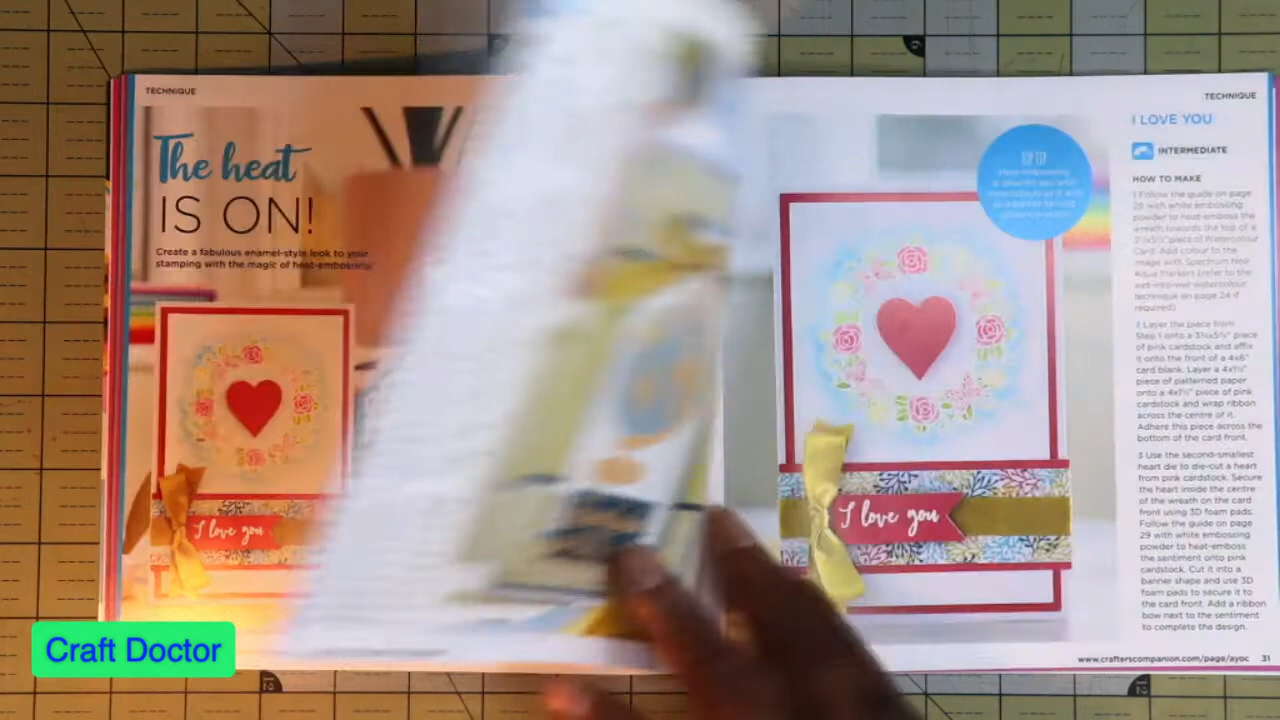 TECHNIQUE
The heat
IS ON!
Create a fabulous enamel-style look to your
stamping with the magic of heat-embossing
I love you
Craft Doctor
TECHNIQUE
I LOVE YOU
INTERMEDIATE
HOW TO MAKE
1 Follow the guide on page
29 with white embossing
powder to heat-emboss the
wreath towards the top of a
piece of Watercolour
Card. Add colour to the
image with Spectrum Noir
Aqua Markers (refer to the
wet-into-wet watercolour
technique on page 24 if
required)
2 Layer the piece from
Step 1 onto a piece
of pink cardstock and affix
it onto the front of a 4x6"
card blank. Layer a
piece of patterned paper
onto a piece of pink
cardstock and wrap ribbon
across the centre of it.
Adhere this piece across the
bottom of the card front.
3 Use the second-smallest
heart die to die-cut a heart
from pink cardstock. Secure
the heart inside the centre
of the wreath on the card
front using 3D foam pads.
Follow the guide on page
29 with white embossing
powder to heat-emboss
the sentiment onto pink
cardstock. Cut it into a
banner shape and use 3D
foam pads to secure it to
the card front. Add a ribbon
bow next to the sentiment
to complete the design.
I love you
www.crafterscompanion.com/page/ayoc 31